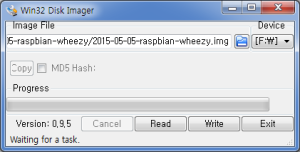 Win32 Disk Imager
Image File
Device
05-raspbian-wheezy/2015-05-05-raspbian-wheezy.img
[F:₩]
Copy
MD5 Hash:
Progress
Version: 0,9,5
Cancel
Read
Write
Exit
Waiting for a task.